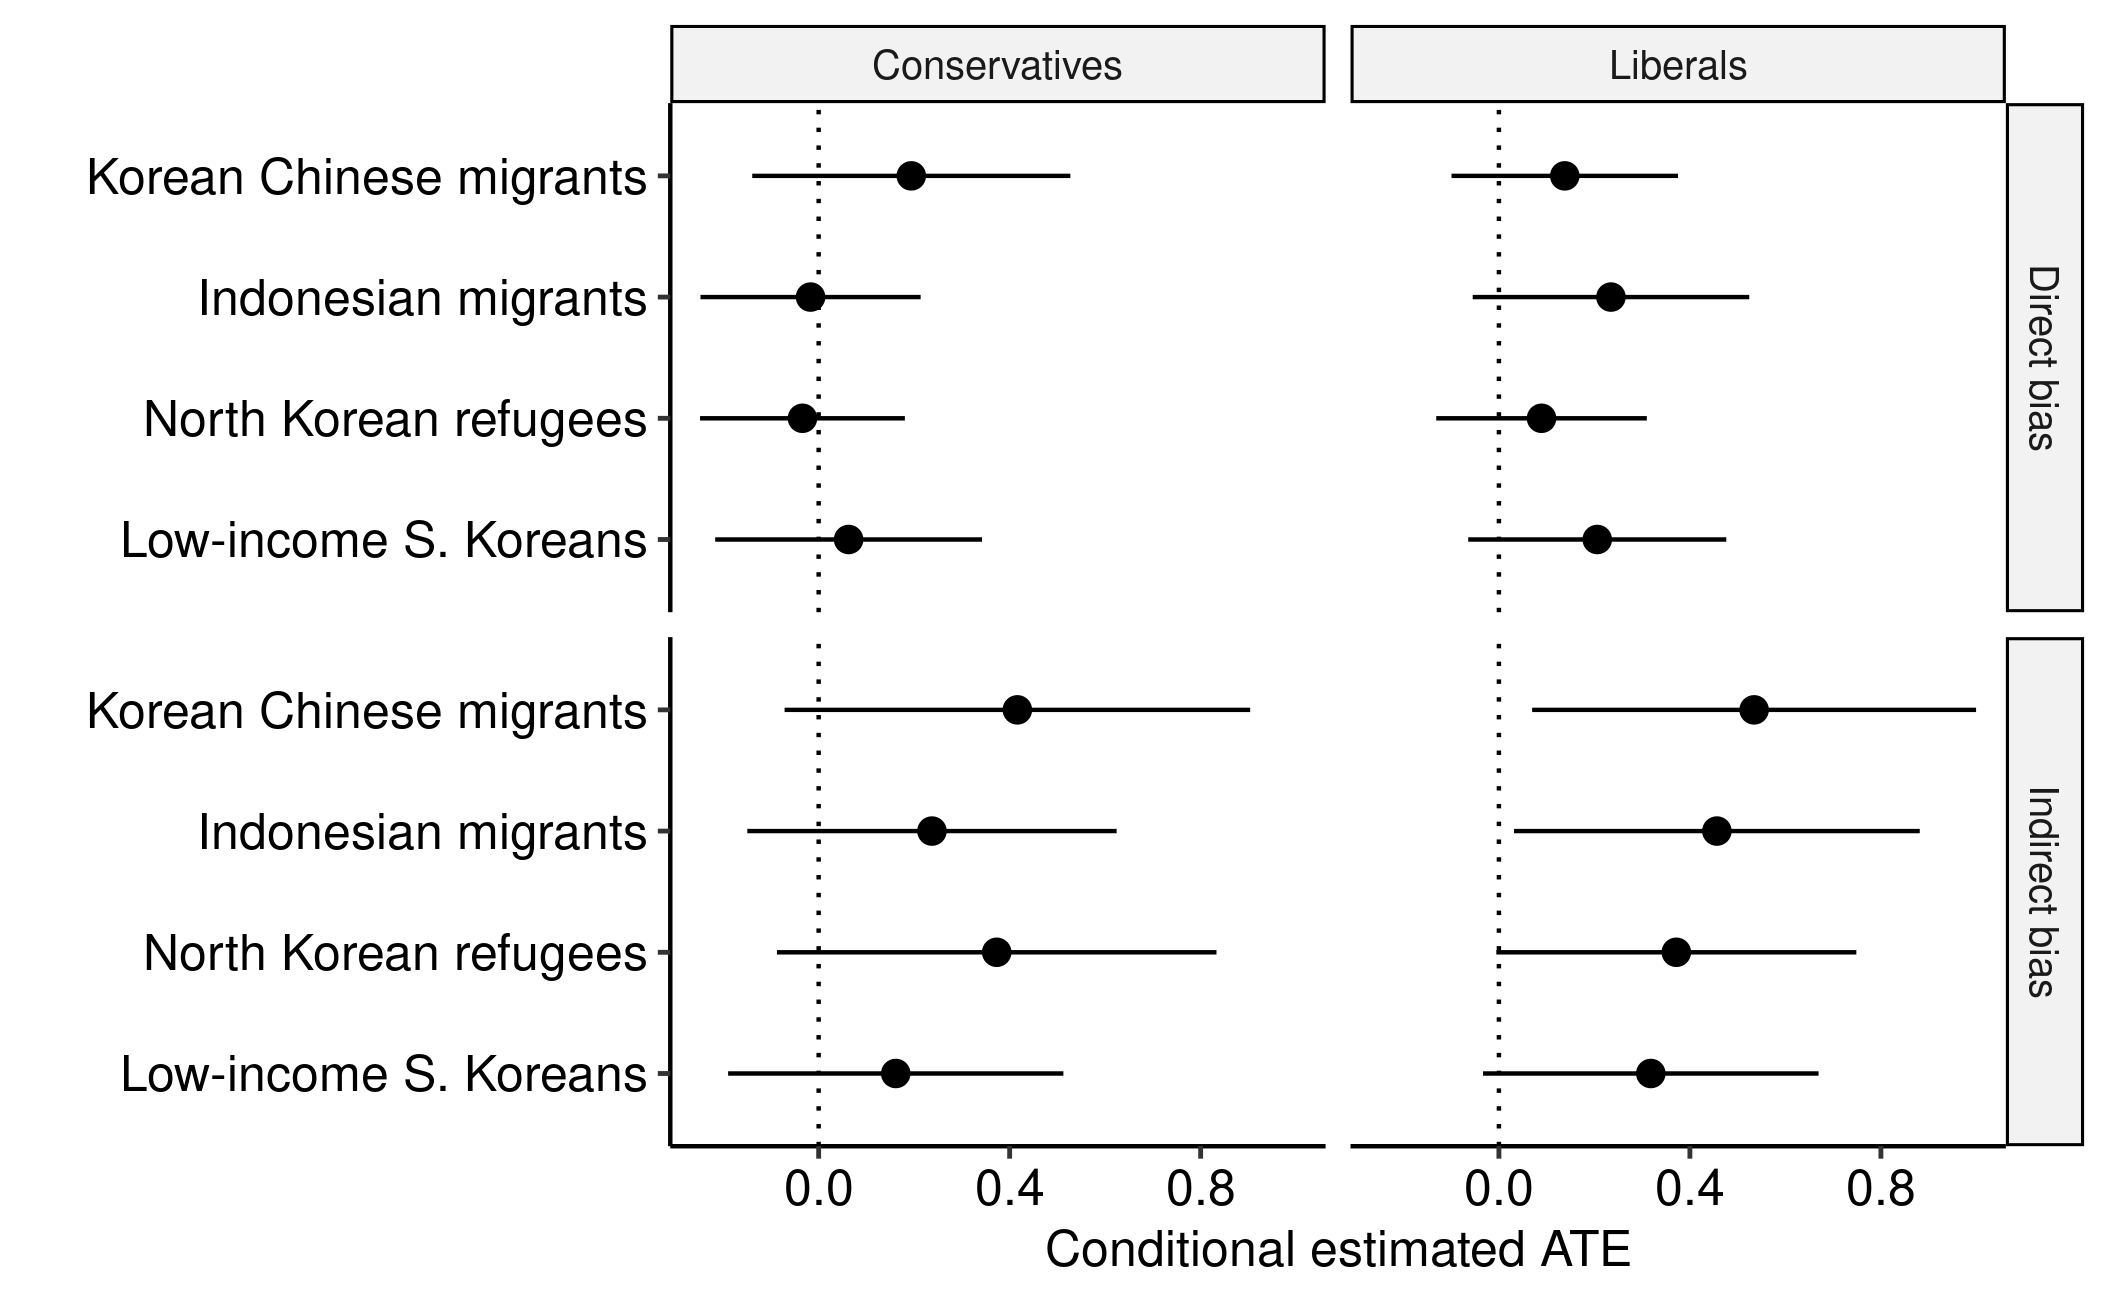 Conservatives
Liberals
Korean Chinese migrants
Indonesian migrants
North Korean refugees
Low-income S. Koreans
Direct bias
Korean Chinese migrants
Indonesian migrants
North Korean refugees
Low-income S. Koreans
Indirect bias
0.0 0.4 0.8 0.0 0.4 0.8
Conditional estimated ATE